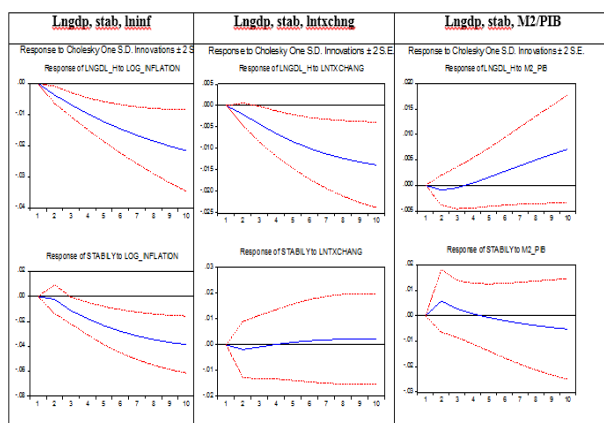 Lngdp, stab, lninf
Lngdp, stab, lntxchng
Lngdp, stab, M2/PIB
Response to Cholesky One S.D. Innovations ± 2 S
Response of LNGDL_H to LOG_INFLATION
.00
-.01
-.02
-.03
-.04
1 2 3 4 5 6 7 8 9 10
Response of STABILY to LOG_INFLATION
.02
.00
-.02
-.04
-.06
-.08
1 2 3 4 5 6 7 8 9 10
Response to Cholesky One S.D. Innovations ± 2 S.E.
Response of LNGDL_H to LNTXCHANG
.005
.000
-.005
-.010
-.015
-.020
-.025
1 2 3 4 5 6 7 8 9 10
Response of STABILY to LNTXCHANG
.03
.02
.01
.00
-.01
-.02
1 2 3 4 5 6 7 8 9 10
Response to Cholesky One S.D. Innovations ± 2 S.E.
Response of LNGDL_H to M2_PIB
.020
.015
.010
.005
.000
-.005
1 2 3 4 5 6 7 8 9 10
Response of STABILY to M2_PIB
.02
.01
.00
-.01
-.02
-.03
1 2 3 4 5 6 7 8 9 10